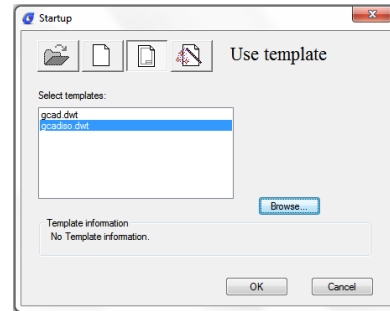 Startup
Use template
Select templates:
gcad.dwt
gcadiso.dwt
Browse...
Template information
No Template information.
OK
Cancel